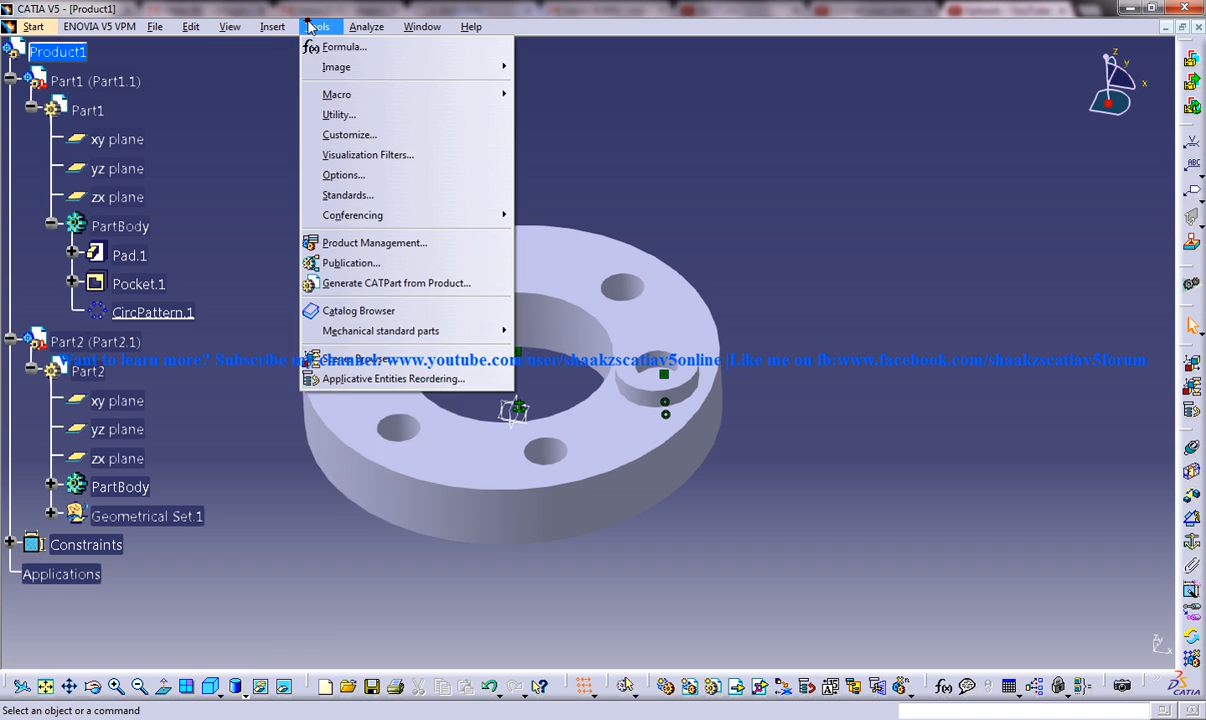 CATIA V5 - [Product1]
Start ENOVIA V5 VPM File Edit View Insert Tools Analyze Window Help
Product1
Part1 (Part1.1)
Part1
xy plane
yz plane
zx plane
PartBody
Pad.1
Pocket.1
CircPattern.1
Part2 (Part2.1)
Part2
xy plane
yz plane
zx plane
PartBody
Geometrical Set.1
Constraints
Applications
Formula...
Image
Macro
Utility...
Customize...
Visualization Filters...
Options...
Standards...
Conferencing
Product Management...
Publication...
Generate CATPart from Product...
Catalog Browser
Mechanical standard parts
Applicative Entities Reordering...
Want to learn more? Subscribe my channel: www.youtube.com/user/shaakzscatiav5online |Like me on fb:www.facebook.com/shaakzscatiav5forum
z
y
x
ABC
Select an object or a command